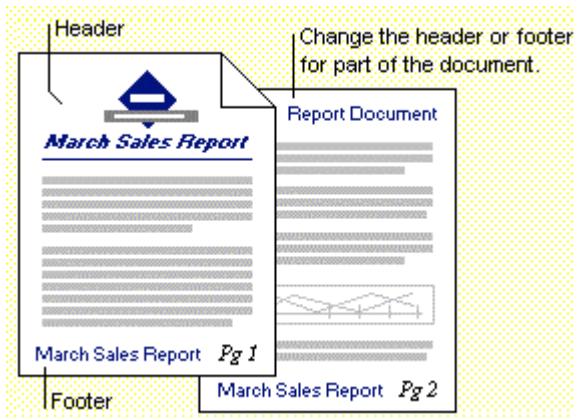 Header
Change the header or footer
for part of the document.
March Sales Report
Report Document
March Sales Report Pg 1
March Sales Report Pg 2
Footer